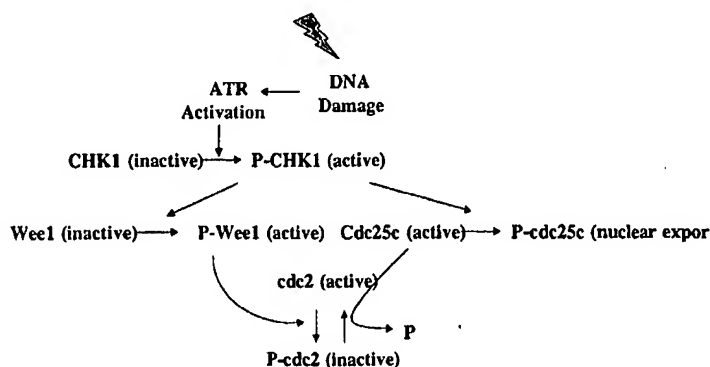 DNA
Damage
ATR
Activation
CHK1 (inactive)
P-CHK1 (active)
Wee1 (inactive)
P-Wee1 (active)
Cdc25c (active)
P-cdc25c (nuclear expor
cdc2 (active)
P
P-cdc2 (inactive)